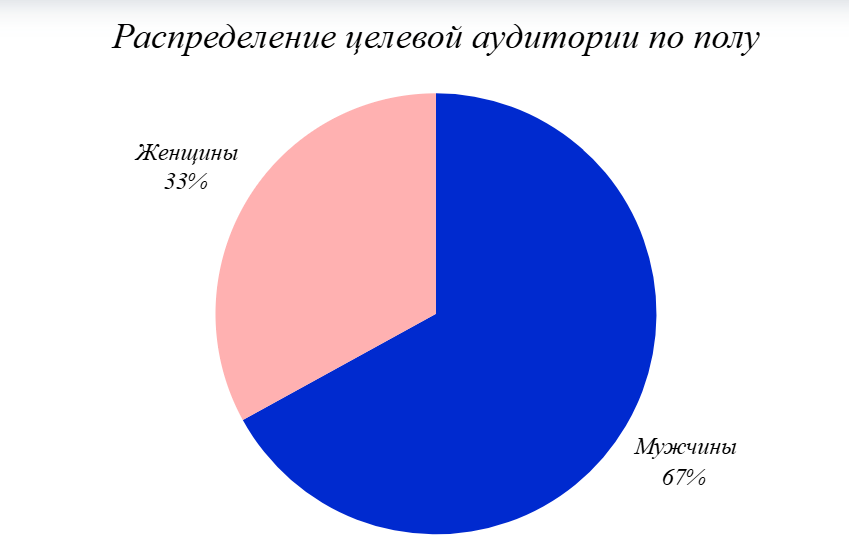 Распределение целевой аудитории по полу
Женщины
33%
Мужчины
67%